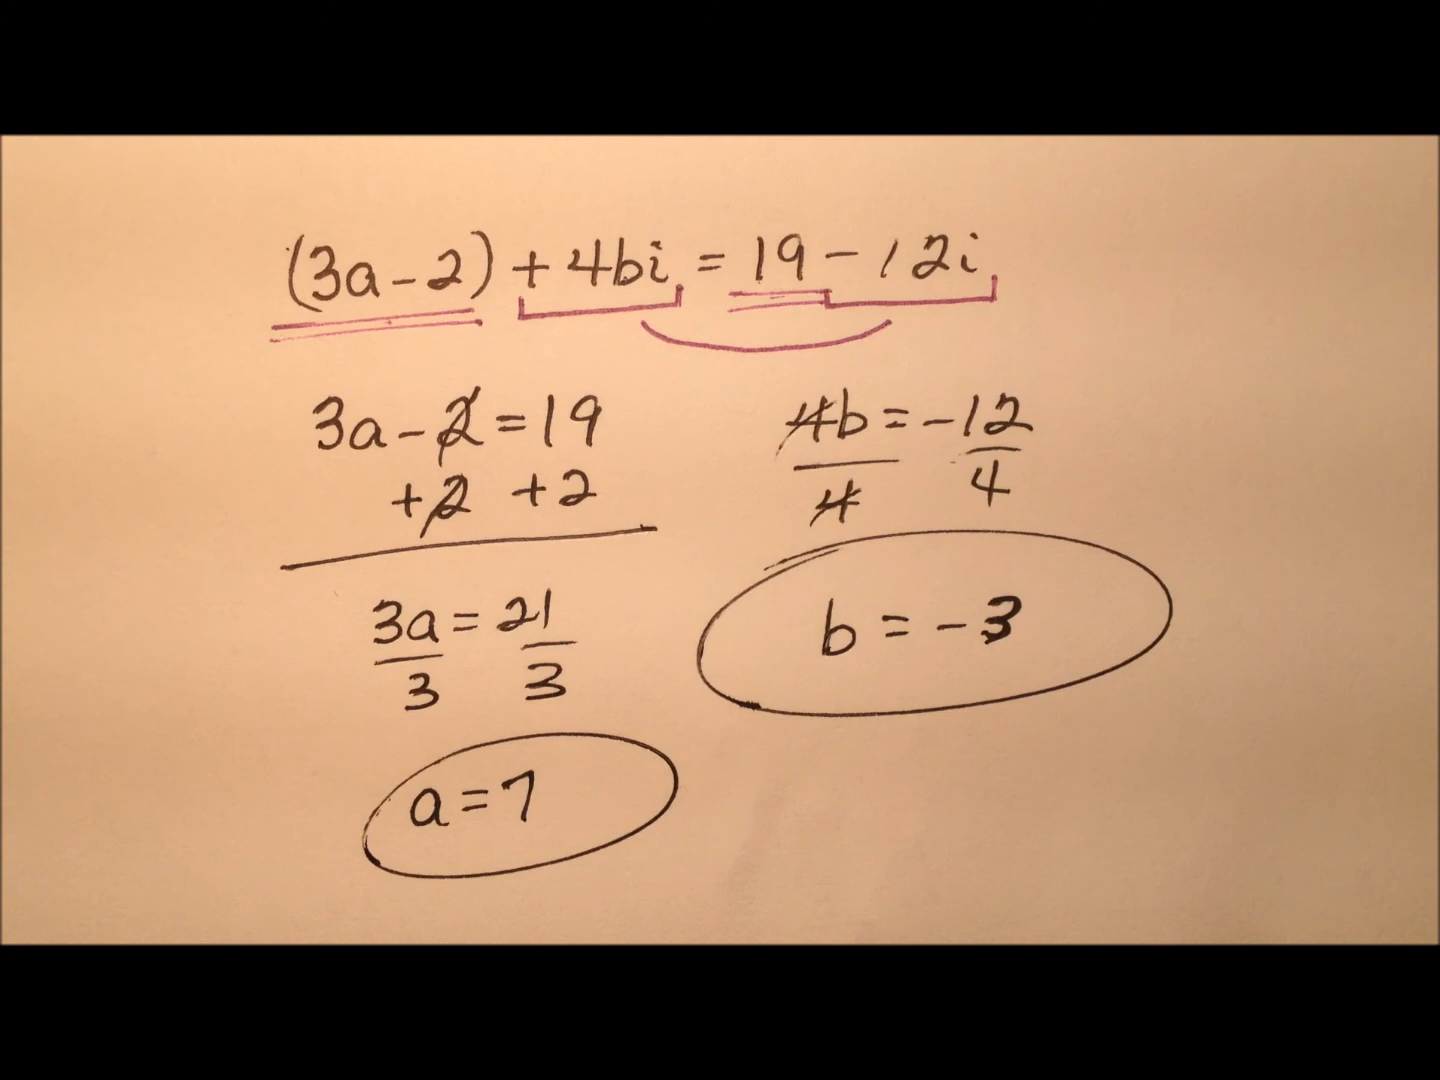 (3a-2) + 4bi = 19 - 12i
3a - 2 = 19
+2 +2
3a = 21
3 3
a = 7
4b = -12
4 4
b = -3